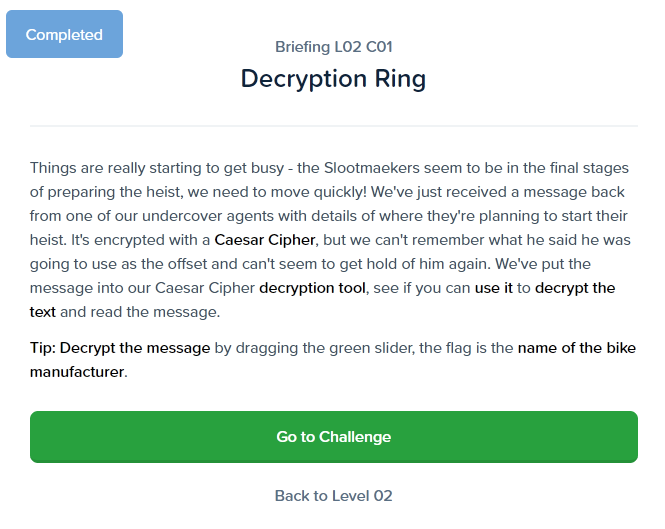 Completed
Briefing L02 C01
Decryption Ring
Things are really starting to get busy - the Slootmaekers seem to be in the final stages
of preparing the heist, we need to move quickly! We've just received a message back
from one of our undercover agents with details of where they're planning to start their
heist. It's encrypted with a Caesar Cipher, but we can't remember what he said he was
going to use as the offset and can't seem to get hold of him again. We've put the
message into our Caesar Cipher decryption tool, see if you can use it to decrypt the
text and read the message.
Tip: Decrypt the message by dragging the green slider, the flag is the name of the bike
manufacturer.
Go to Challenge
Back to Level 02